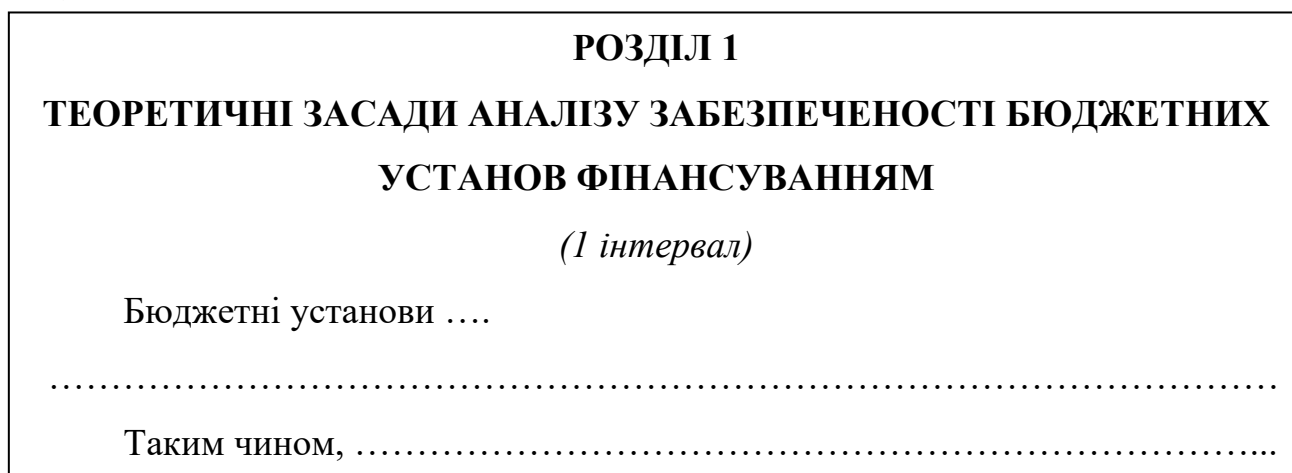 РОЗДІЛ 1
ТЕОРЕТИЧНІ ЗАСАДИ АНАЛІЗУ ЗАБЕЗПЕЧЕНОСТІ БЮДЖЕТНИХ
УСТАНОВ ФІНАНСУВАННЯМ
(1 інтервал)
Бюджетні установи ….
…………………………………………………………………………………………
Таким чином, …………………………………………………………………...